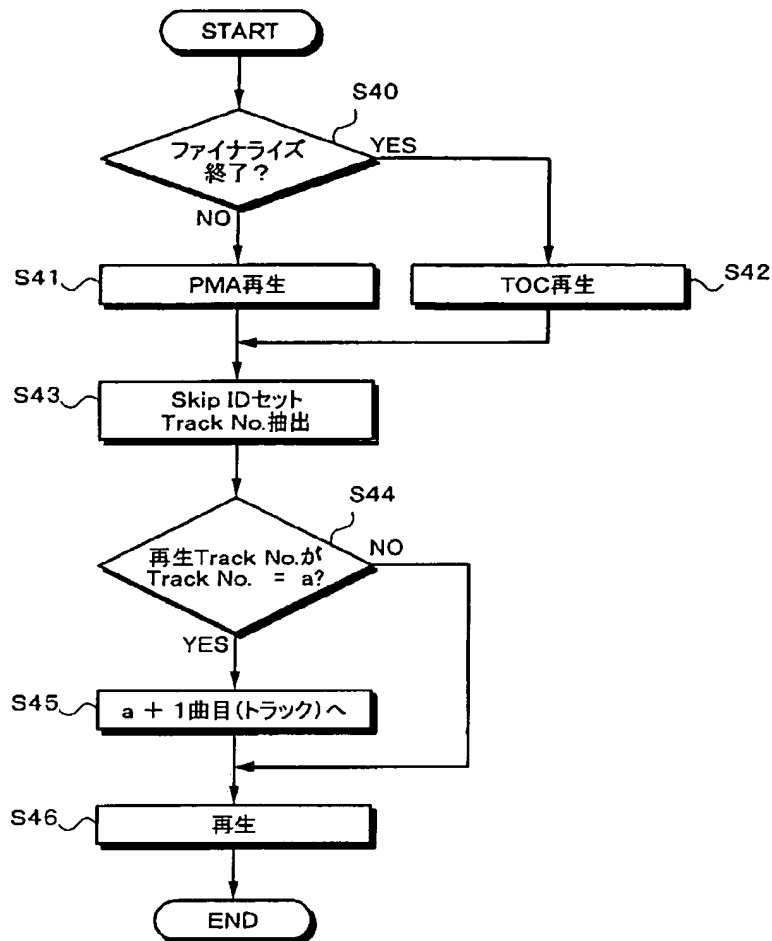 START
S40
ファイナライズ
終了?
YES
NO
S41
PMA再生
TOC再生
S42
S43
Skip IDセット
Track No.抽出
S44
再生Track No.が
Track No. = a?
NO
YES
S45
a + 1曲目(トラック)へ
S46
再生
END